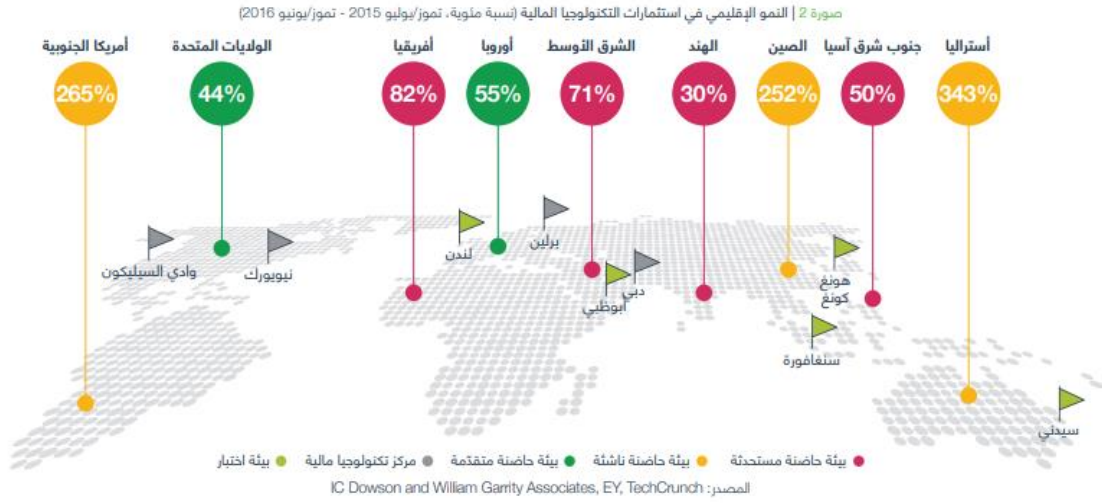 صورة 2 | النمو الإقليمي في استثمارات التكنولوجيا المالية (نسبة مئوية، تموز/يوليو 2015 - تموز/يونيو 2016)
أستراليا
343%
جنوب شرق آسيا
50%
الصين
252%
الهند
30%
الشرق الأوسط
71%
أوروبا
55%
أفريقيا
82%
الولايات المتحدة
44%
أمريكا الجنوبية
265%
برلين
لندن
وادي السيليكون
نيويورك
دبي
أبوظبي
هونغ
كونغ
سنغافورة
سيدني
بيئة حاضنة مستحدثة
بيئة حاضنة ناشئة
بيئة حاضنة متقدّمة
مركز تكنولوجيا مالية
بيئة اختبار
المصدر: IC Dowson and William Garrity Associates, EY, TechCrunch